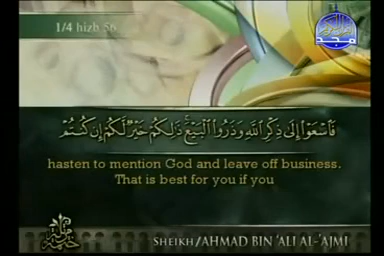 1/4 hizb 56
مجد
فَاسْعَوْا إِلَىٰ ذِكْرِ اللَّهِ وَذَرُوا الْبَيْعَ ۚ ذَٰلِكُمْ خَيْرٌ لَّكُمْ إِن كُنتُمْ
hasten to mention God and leave off business.
That is best for you if you
SHEIKH/AHMAD BIN 'ALI AL-'AJMI